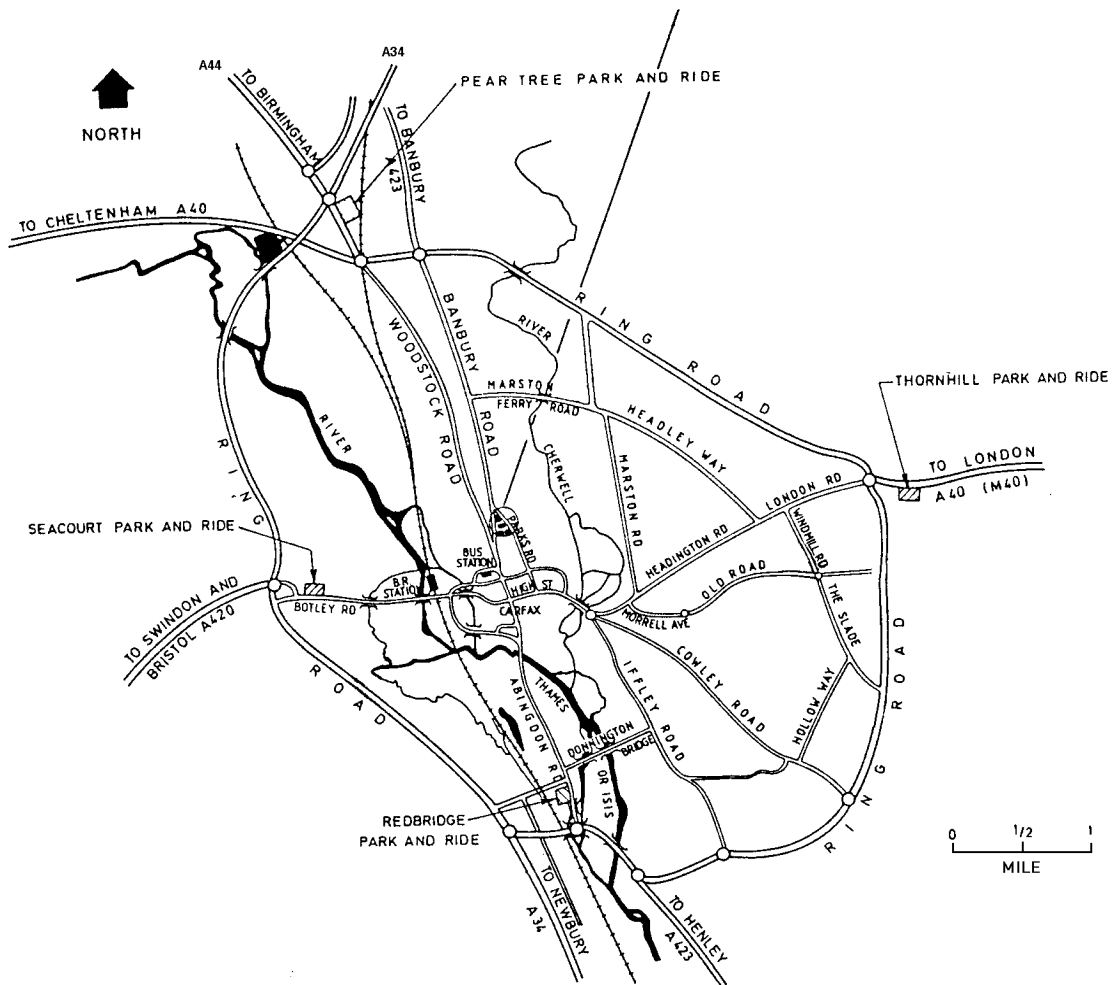 A44
A34
TO BIRMINGHAM
PEAR TREE PARK AND RIDE
NORTH
TO BANBURY
A423
TO CHELTENHAM A40
RING ROAD
WOODSTOCK ROAD
BANBURY ROAD
RIVER
CHERWELL
MARSTON
FERRY ROAD
HEADLEY WAY
THORNHILL PARK AND RIDE
TO LONDON
A40 (M40)
RIVER
RING
ROAD
MARSTON RD
LONDON RD
HEADINGTON RD
WINDMILL RD
SEACOURT PARK AND RIDE
PARKS RD
BUS
STATION
B.R.
STATION
HIGH ST
CARFAX
OLD ROAD
MORRELL AVE
THE SLADE
BOTLEY RD
TO SWINDON AND
BRISTOL A420
COWLEY ROAD
IFFLEY ROAD
HOLLOW WAY
RING ROAD
THAMES
OR ISIS
ABINGDON RD
DONNINGTON
BRIDGE
REDBRIDGE
PARK AND RIDE
TO NEWBURY
A34
TO HENLEY
A423
0 1/2 1
MILE